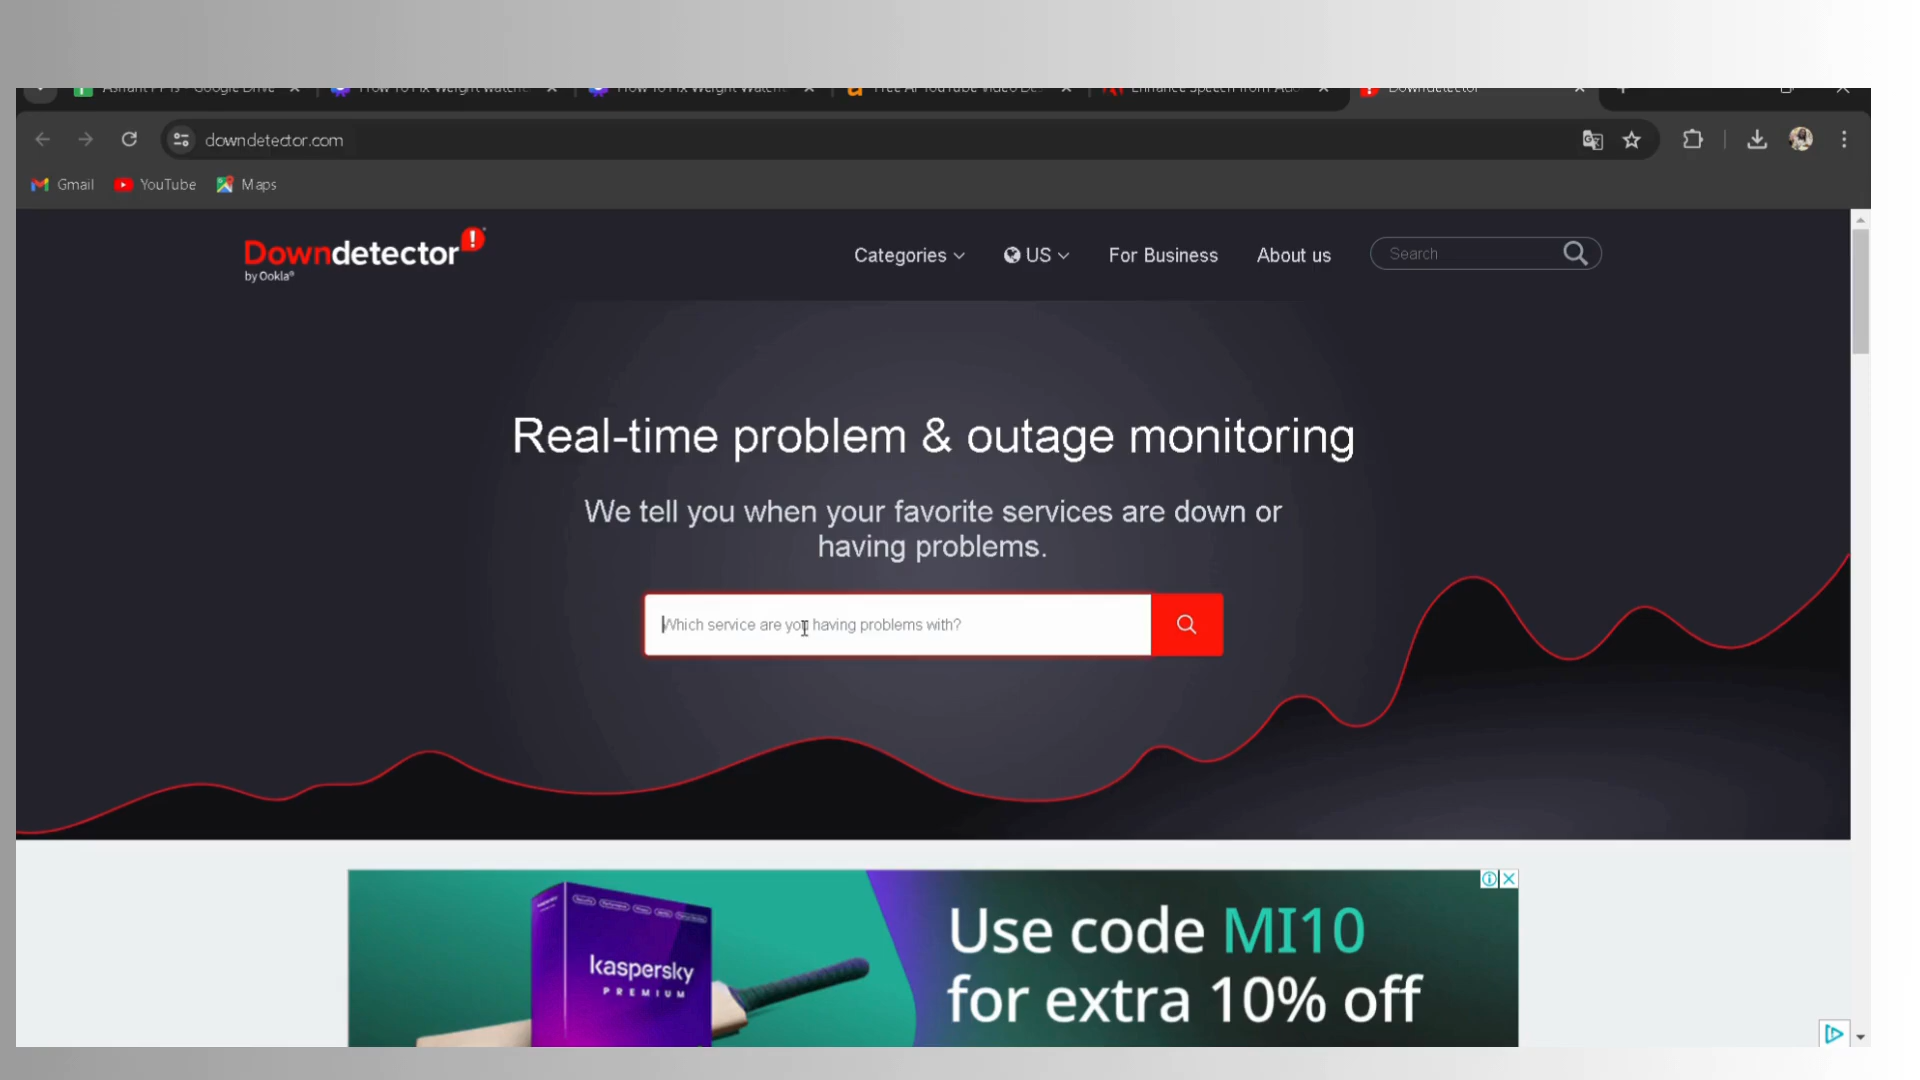 downdetector.com
Gmail YouTube Maps
Downdetector!
by Ookla®
Categories US For Business About us Search
Real-time problem & outage monitoring
We tell you when your favorite services are down or
having problems.
Which service are you having problems with?
kaspersky
PREMIUM
Use code MI10
for extra 10% off